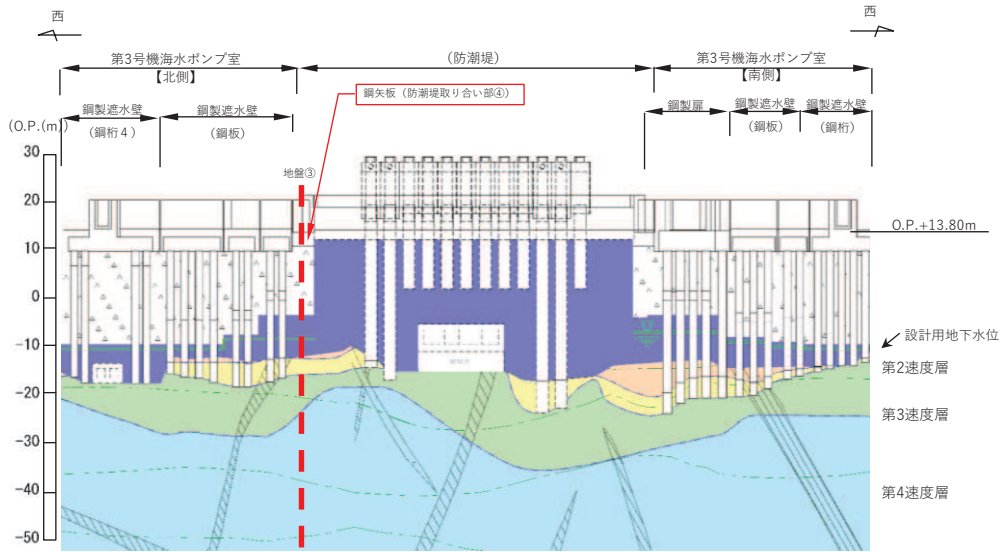 西
西
第3号機海水ポンプ室
【北側】
(防潮堤)
第3号機海水ポンプ室
【南側】
鋼矢板（防潮堤取り合い部④）
鋼製遮水壁
(鋼桁４)
鋼製遮水壁
(鋼板)
鋼製扉
鋼製遮水壁
(鋼板)
鋼製遮水壁
(鋼桁)
(O.P.(m))
30
20
10
0
-10
-20
-30
-40
-50
地盤③
O.P.+13.80m
設計用地下水位
第2速度層
第3速度層
第4速度層